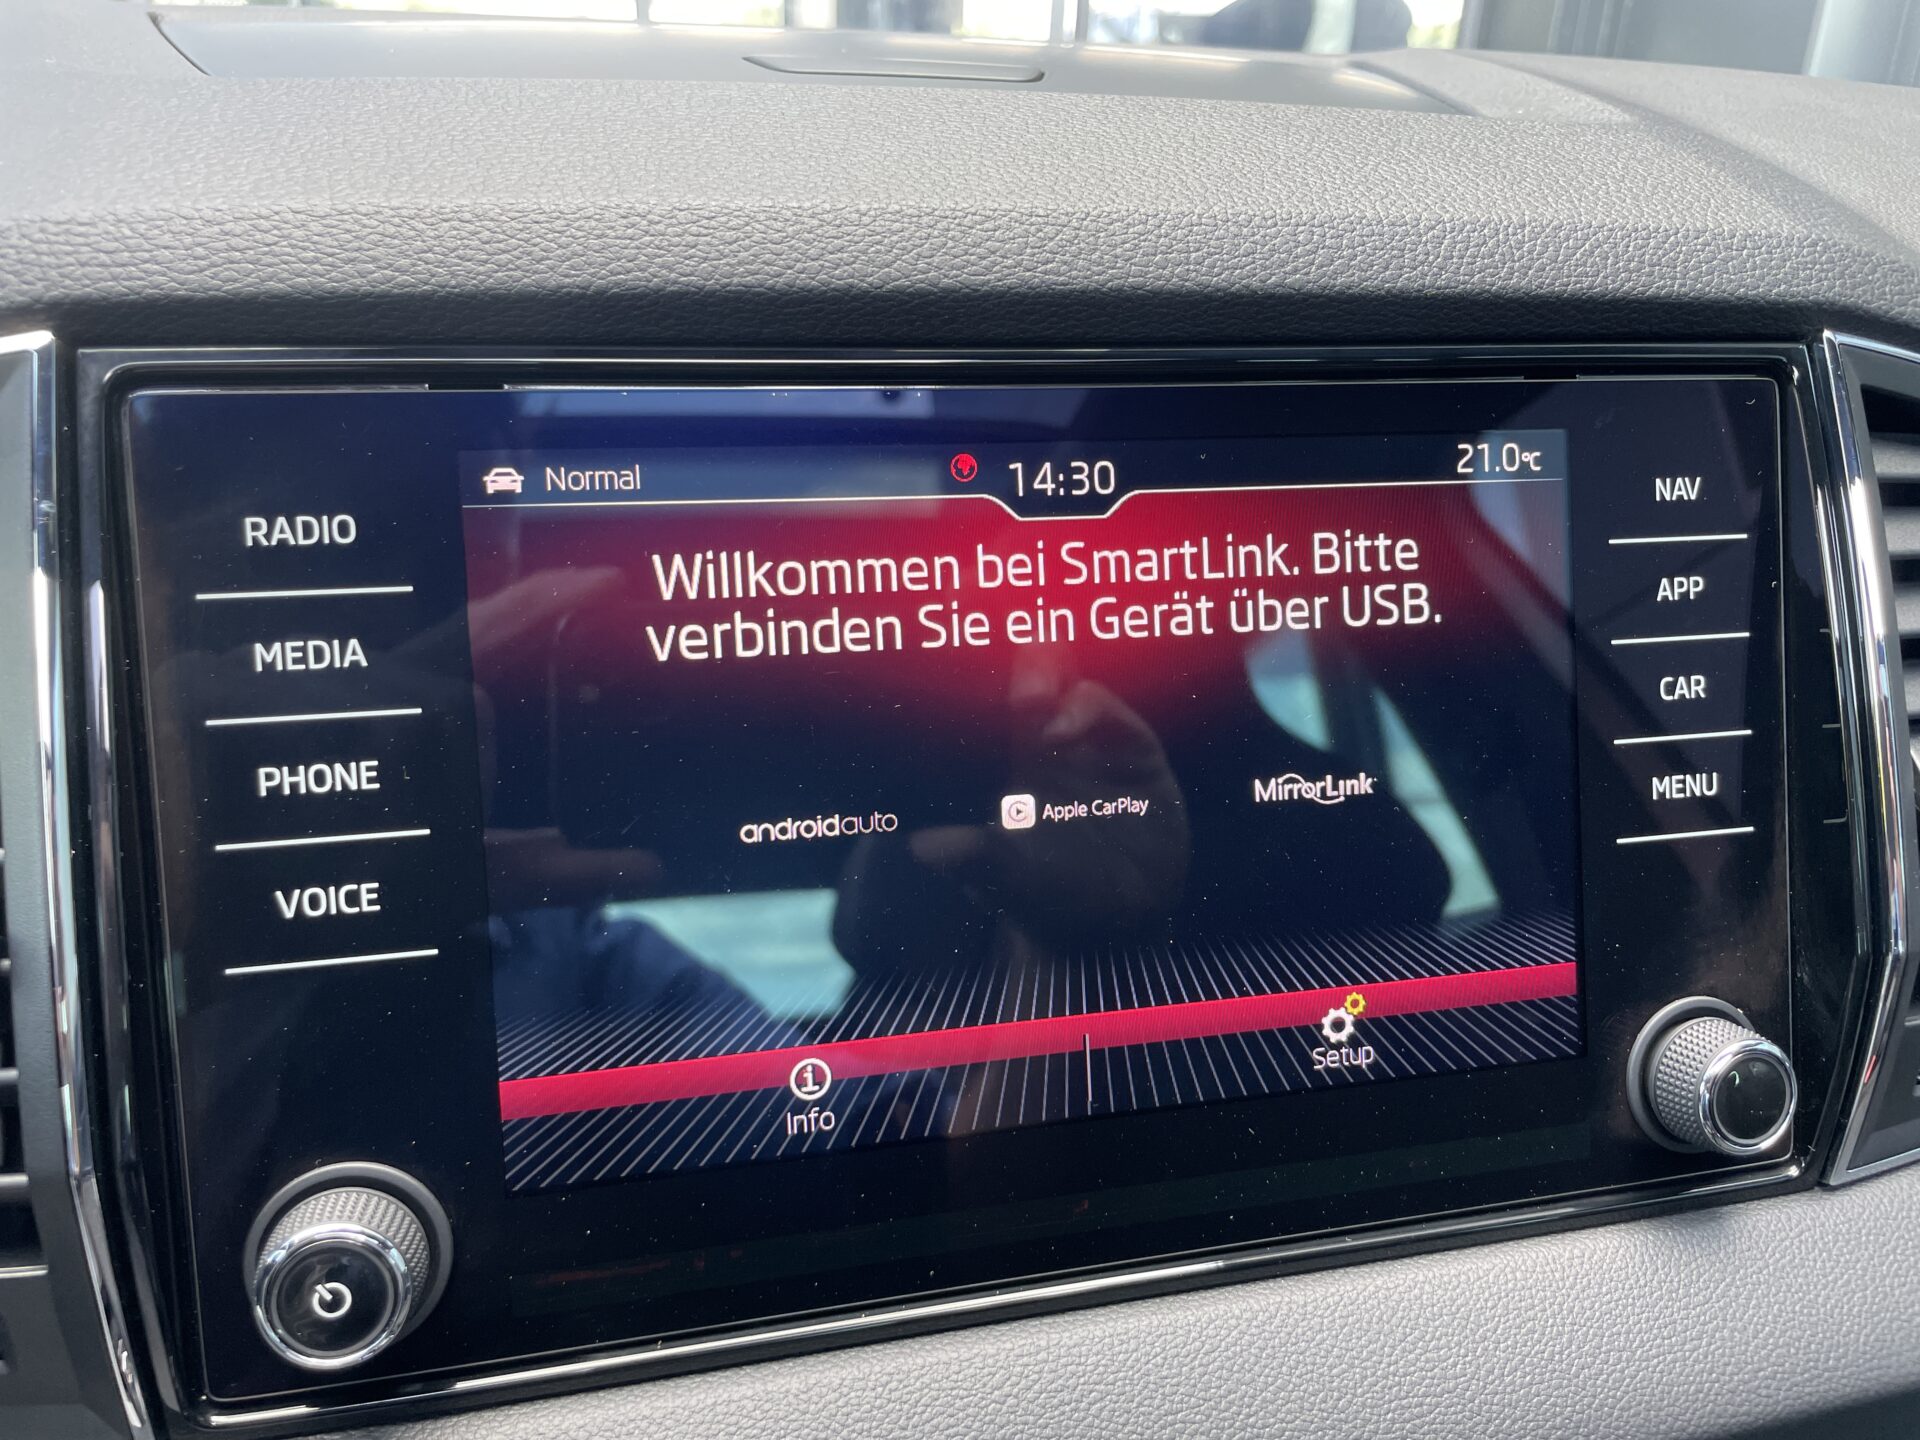 Normal
14:30
21.0°C
RADIO
MEDIA
PHONE
VOICE
Willkommen bei SmartLink. Bitte
verbinden Sie ein Gerät über USB.
androidauto
Apple CarPlay
MirrorLink
Info
Setup
NAV
APP
CAR
MENU